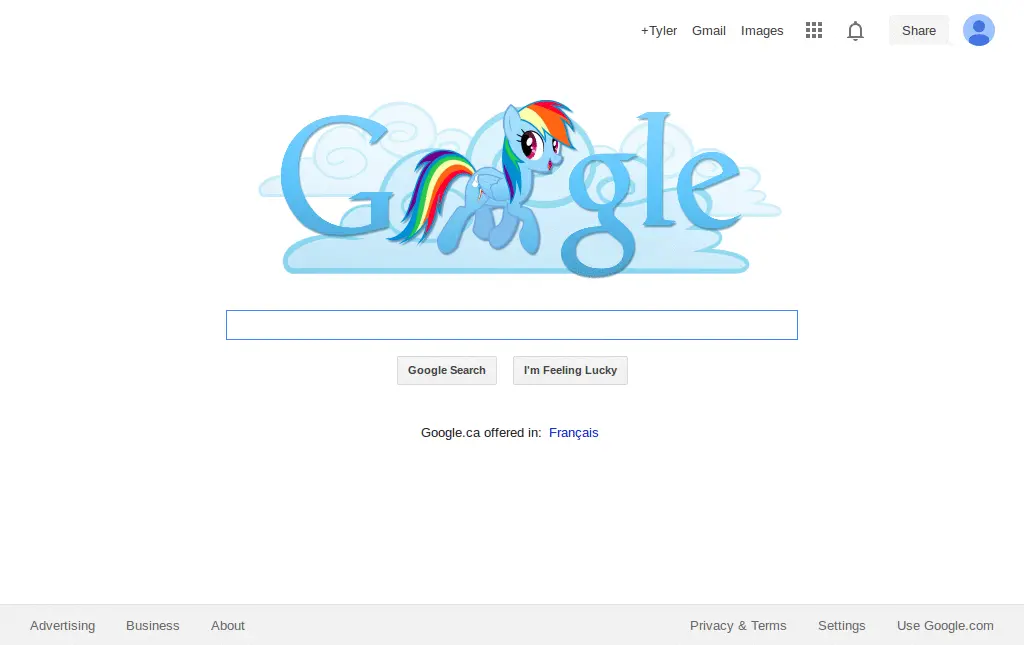 +Tyler Gmail Images Share
Google
Google Search I'm Feeling Lucky
Google.ca offered in: Français
Advertising Business About Privacy & Terms Settings Use Google.com